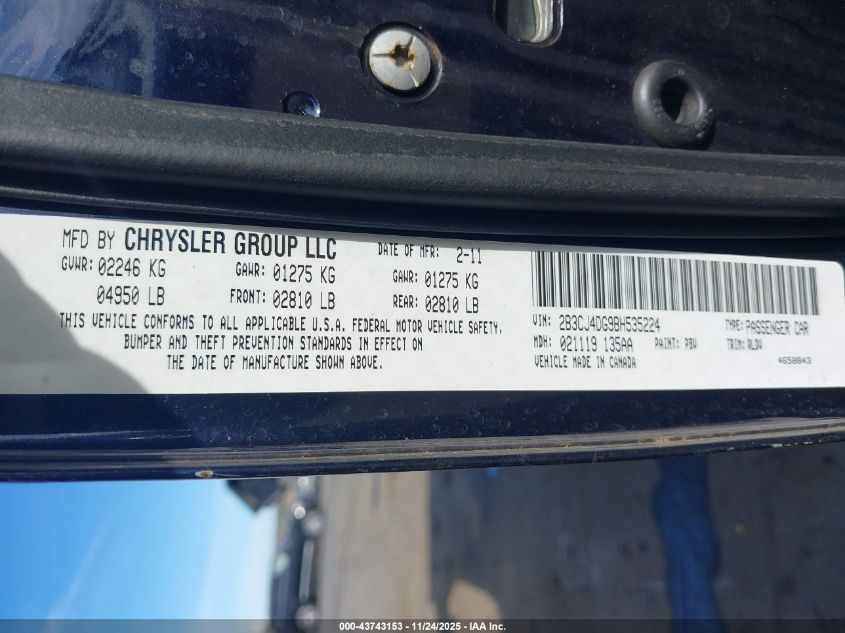 MFD BY CHRYSLER GROUP LLC DATE OF MFR: 2-11
GVWR: 02246 KG GAWR: 01275 KG GAWR: 01275 KG
04950 LB FRONT: 02810 LB REAR: 02810 LB
THIS VEHICLE CONFORMS TO ALL APPLICABLE U.S.A. FEDERAL MOTOR VEHICLE SAFETY,
BUMPER AND THEFT PREVENTION STANDARDS IN EFFECT ON
THE DATE OF MANUFACTURE SHOWN ABOVE.
VIN: 2B3CJ4DG9BH535224 TYPE: PASSENGER CAR
MDH: 021119 135AA PAINT: PBV TRIM: RLDV
VEHICLE MADE IN CANADA 4658843
000-43743153 - 11/24/2025 - IAA Inc.